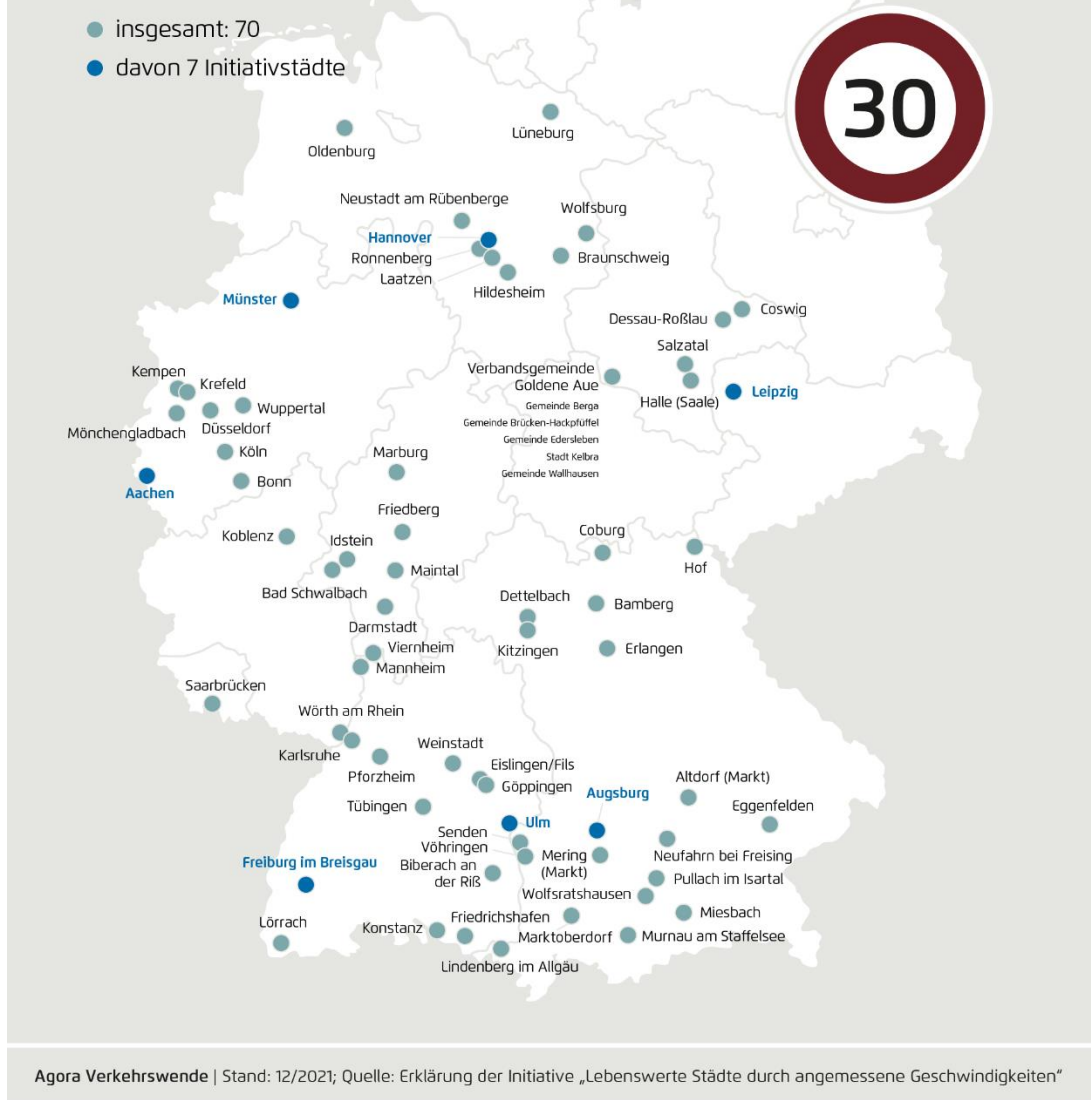 insgesamt: 70
davon 7 Initiativstädte
30
Lüneburg
Oldenburg
Neustadt am Rübenberge
Wolfsburg
Hannover
Ronnenberg
Laatzen
Braunschweig
Hildesheim
Münster
Coswig
Dessau-Roßlau
Salzatal
Verbandsgemeinde
Goldene Aue
Gemeinde Berga
Gemeinde Brücken-Hackpfüffel
Gemeinde Edersleben
Stadt Kelbra
Gemeinde Wallhausen
Halle (Saale)
Leipzig
Kempen
Krefeld
Wuppertal
Mönchengladbach
Düsseldorf
Köln
Aachen
Bonn
Marburg
Friedberg
Koblenz
Idstein
Maintal
Bad Schwalbach
Darmstadt
Coburg
Hof
Dettelbach
Bamberg
Kitzingen
Erlangen
Viernheim
Mannheim
Saarbrücken
Wörth am Rhein
Karlsruhe
Pforzheim
Weinstadt
Eislingen/Fils
Göppingen
Tübingen
Augsburg
Altdorf (Markt)
Eggenfelden
Ulm
Senden
Vöhringen
Biberach an
der Riß
Mering
(Markt)
Neufahrn bei Freising
Pullach im Isartal
Wolfsratshausen
Miesbach
Freiburg im Breisgau
Lörrach
Konstanz
Friedrichshafen
Marktoberdorf
Murnau am Staffelsee
Lindenberg im Allgäu
Agora Verkehrswende | Stand: 12/2021; Quelle: Erklärung der Initiative „Lebenswerte Städte durch angemessene Geschwindigkeiten“